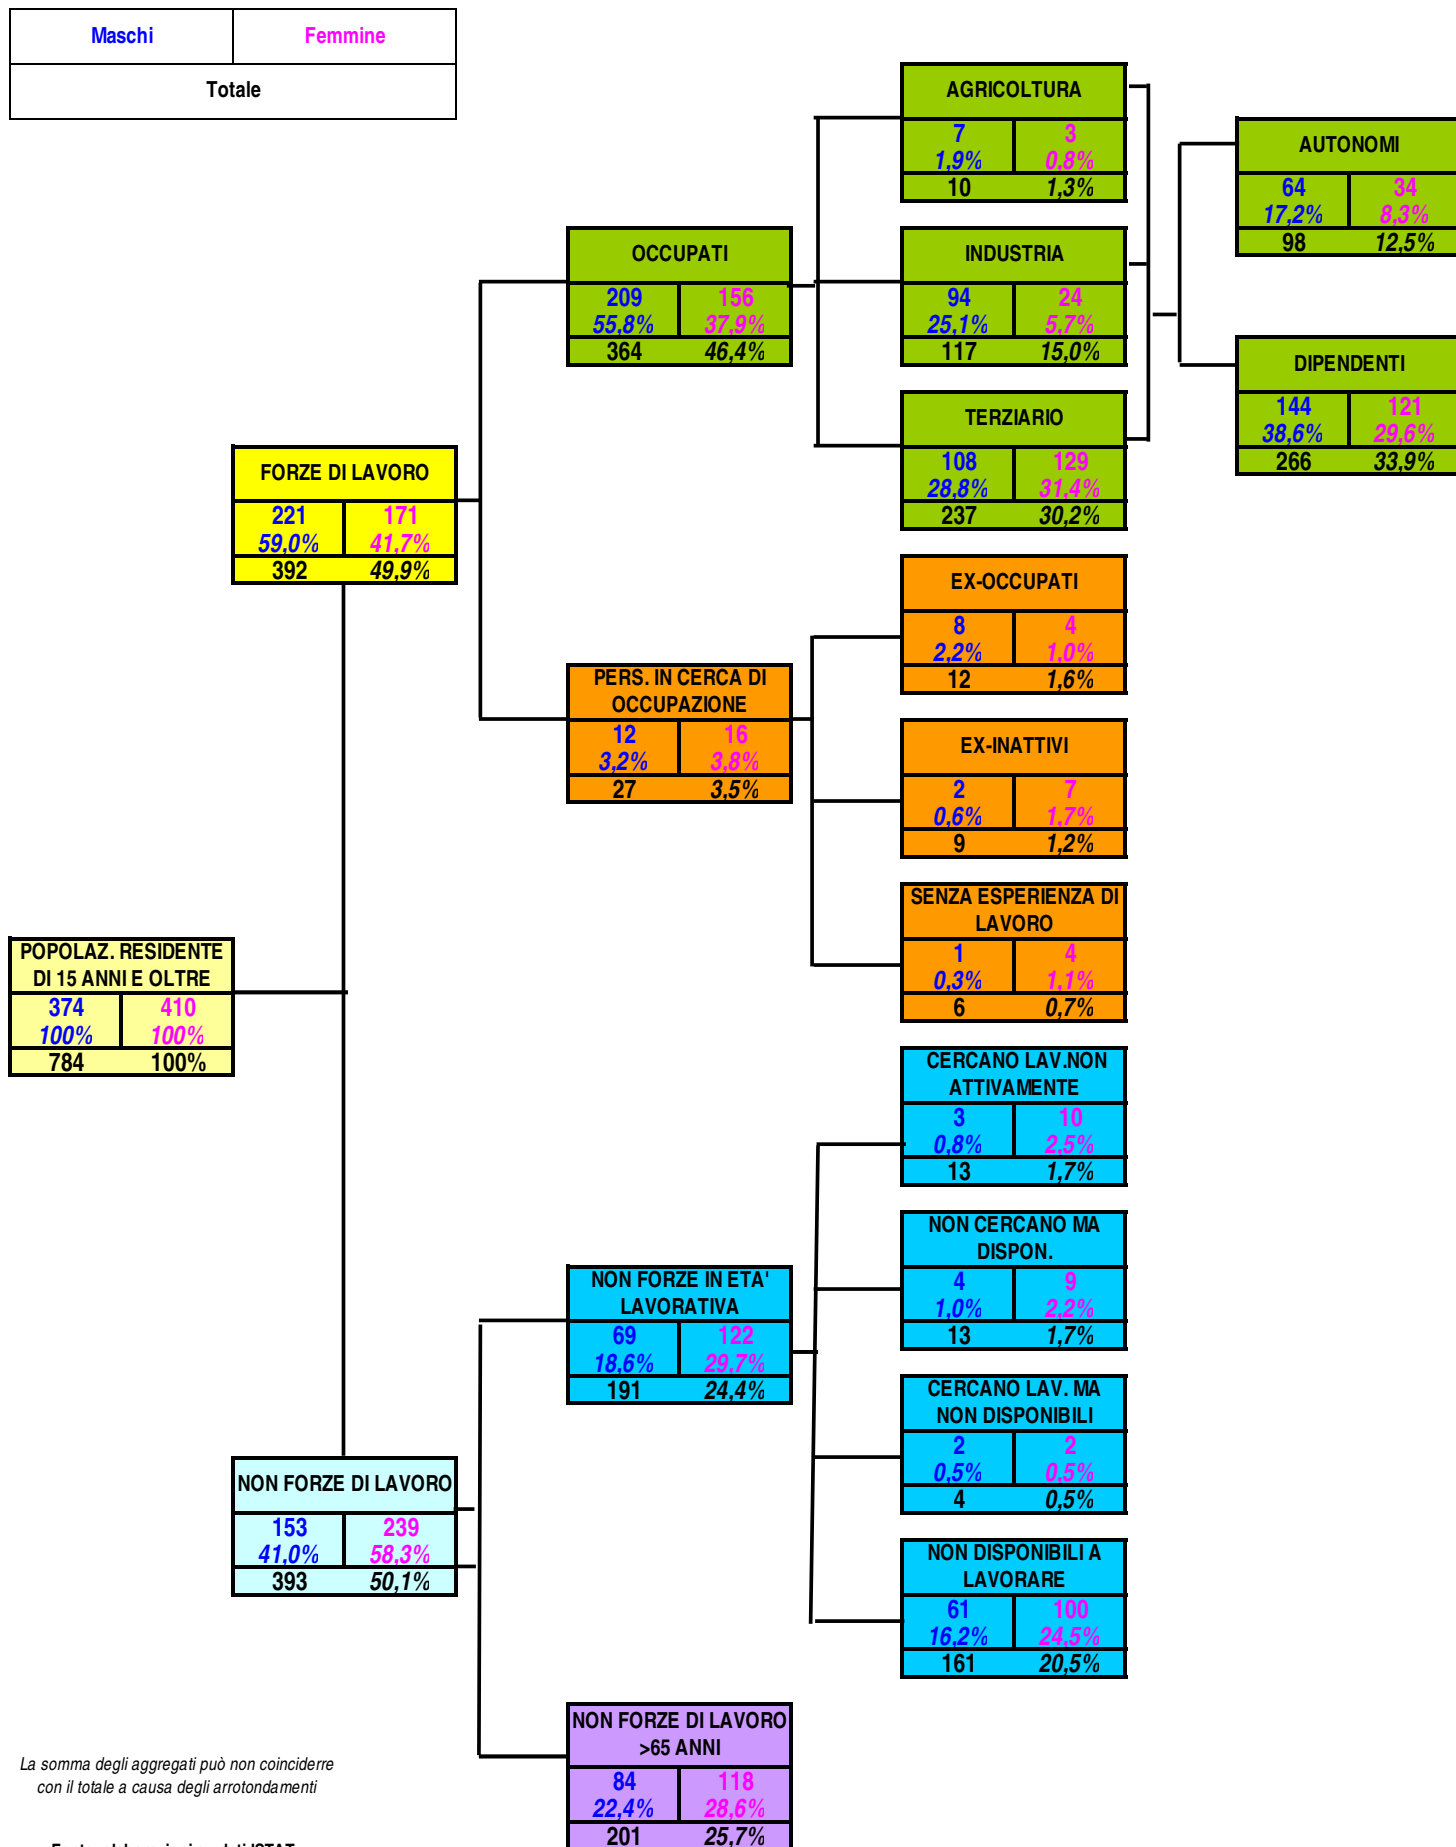 Maschi Femmine
Totale
AGRICOLTURA
7 3
1,9% 0,8%
10 1,3%
AUTONOMI
64 34
17,2% 8,3%
98 12,5%
OCCUPATI
209 156
55,8% 37,9%
364 46,4%
INDUSTRIA
94 24
25,1% 5,7%
117 15,0%
DIPENDENTI
144 121
38,6% 29,6%
266 33,9%
TERZIARIO
108 129
28,8% 31,4%
237 30,2%
FORZE DI LAVORO
221 171
59,0% 41,7%
392 49,9%
EX-OCCUPATI
8 4
2,2% 1,0%
12 1,6%
PERS. IN CERCA DI
OCCUPAZIONE
12 16
3,2% 3,8%
27 3,5%
EX-INATTIVI
2 7
0,6% 1,7%
9 1,2%
SENZA ESPERIENZA DI
LAVORO
1 4
0,3% 1,1%
6 0,7%
POPOLAZ. RESIDENTE
DI 15 ANNI E OLTRE
374 410
100% 100%
784 100%
CERCANO LAV.NON
ATTIVAMENTE
3 10
0,8% 2,5%
13 1,7%
NON CERCANO MA
DISPON.
4 9
1,0% 2,2%
13 1,7%
NON FORZE IN ETA'
LAVORATIVA
69 122
18,6% 29,7%
191 24,4%
CERCANO LAV. MA
NON DISPONIBILI
2 2
0,5% 0,5%
4 0,5%
NON FORZE DI LAVORO
153 239
41,0% 58,3%
393 50,1%
NON DISPONIBILI A
LAVORARE
61 100
16,2% 24,5%
161 20,5%
NON FORZE DI LAVORO
>65 ANNI
84 118
22,4% 28,6%
201 25,7%
La somma degli aggregati può non coinciderre
con il totale a causa degli arrotondamenti